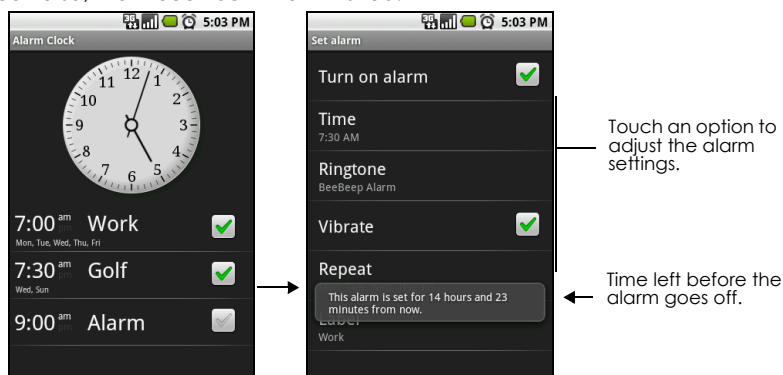 5:03 PM
Alarm Clock
12
11
1
10
2
9
3
8
4
7
5
6
7:00 am pm Work
Mon, Tue, Wed, Thu, Fri
7:30 am pm Golf
Wed, Sun
9:00 am pm Alarm
3G 5:03 PM
Set alarm
Turn on alarm
Time
7:30 AM
Ringtone
BeeBeep Alarm
Vibrate
Repeat
This alarm is set for 14 hours and 23
minutes from now.
Label
Work
Touch an option to
adjust the alarm
settings.
Time left before the
alarm goes off.